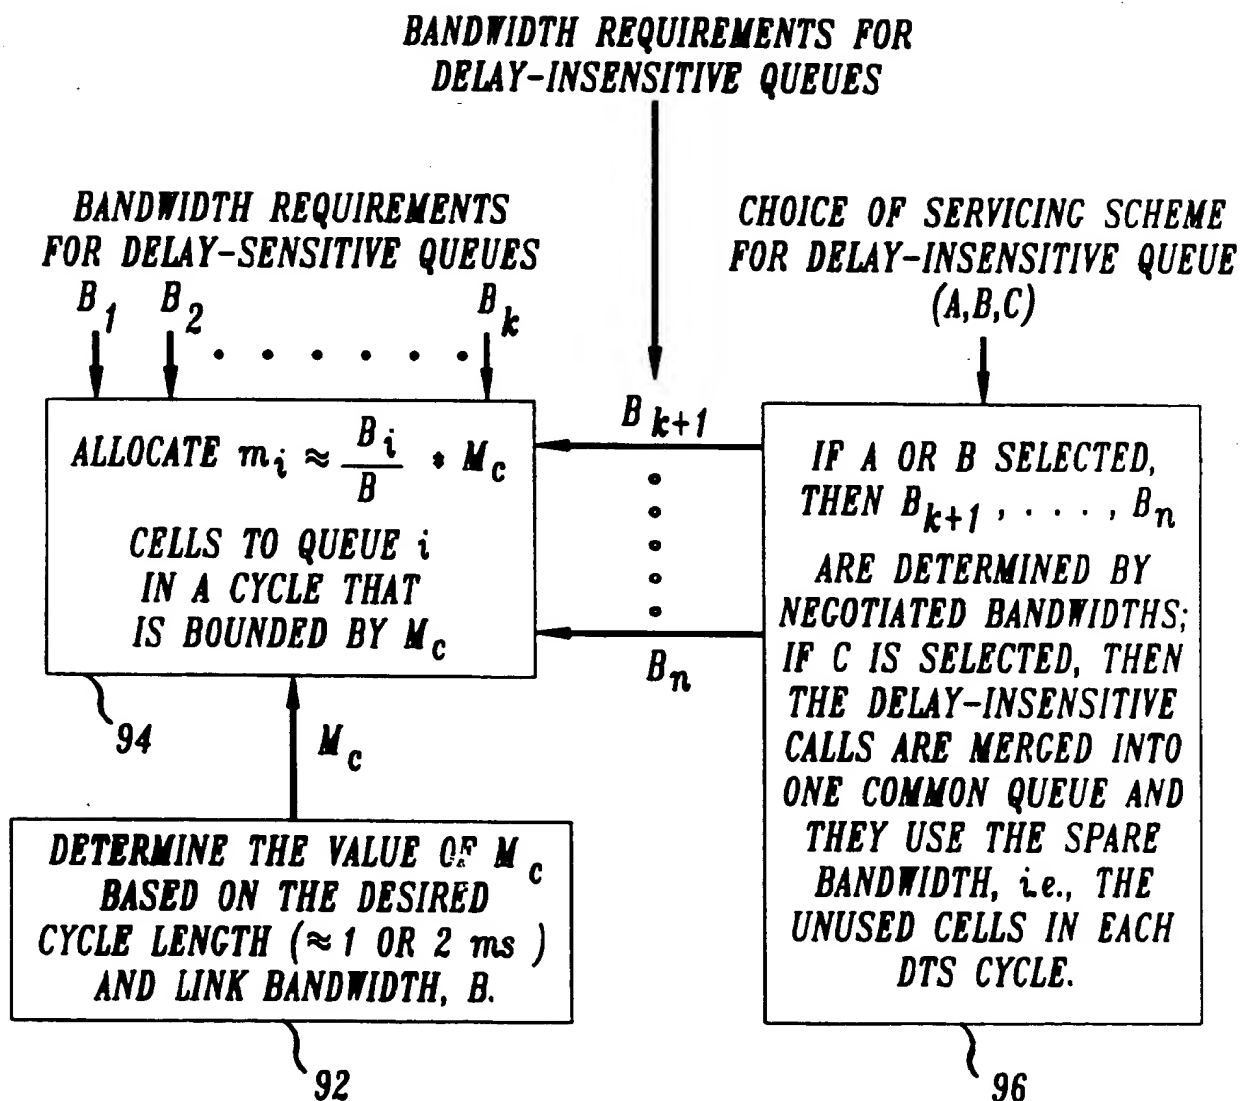 BANDWIDTH REQUIREMENTS FOR
DELAY-INSENSITIVE QUEUES
BANDWIDTH REQUIREMENTS
FOR DELAY-SENSITIVE QUEUES
B1 B2 . . . . . . Bk
CHOICE OF SERVICING SCHEME
FOR DELAY-INSENSITIVE QUEUE
(A,B,C)
ALLOCATE mi ≈ Bi/B * Mc
CELLS TO QUEUE i
IN A CYCLE THAT
IS BOUNDED BY Mc
94
Bk+1
Bn
IF A OR B SELECTED,
THEN Bk+1 , . . . , Bn
ARE DETERMINED BY
NEGOTIATED BANDWIDTHS;
IF C IS SELECTED, THEN
THE DELAY-INSENSITIVE
CALLS ARE MERGED INTO
ONE COMMON QUEUE AND
THEY USE THE SPARE
BANDWIDTH, i.e., THE
UNUSED CELLS IN EACH
DTS CYCLE.
96
Mc
DETERMINE THE VALUE OF Mc
BASED ON THE DESIRED
CYCLE LENGTH (≈ 1 OR 2 ms )
AND LINK BANDWIDTH, B.
92